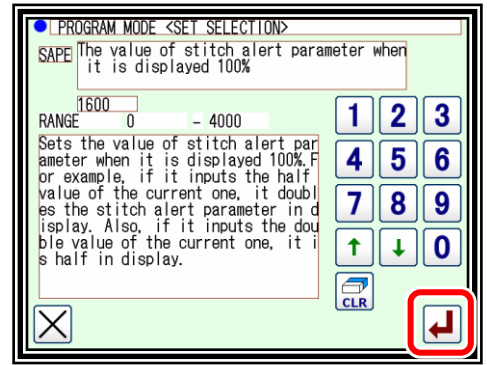 PROGRAM MODE <SET SELECTION>
SAPE The value of stitch alert parameter when
it is displayed 100%
1600
RANGE 0 - 4000
Sets the value of stitch alert par
ameter when it is displayed 100%. F
or example, if it inputs the half
value of the current one, it doubl
es the stitch alert parameter in d
isplay. Also, if it inputs the dou
ble value of the current one, it i
s half in display.
1 2 3
4 5 6
7 8 9
↑ ↓ 0
CLR